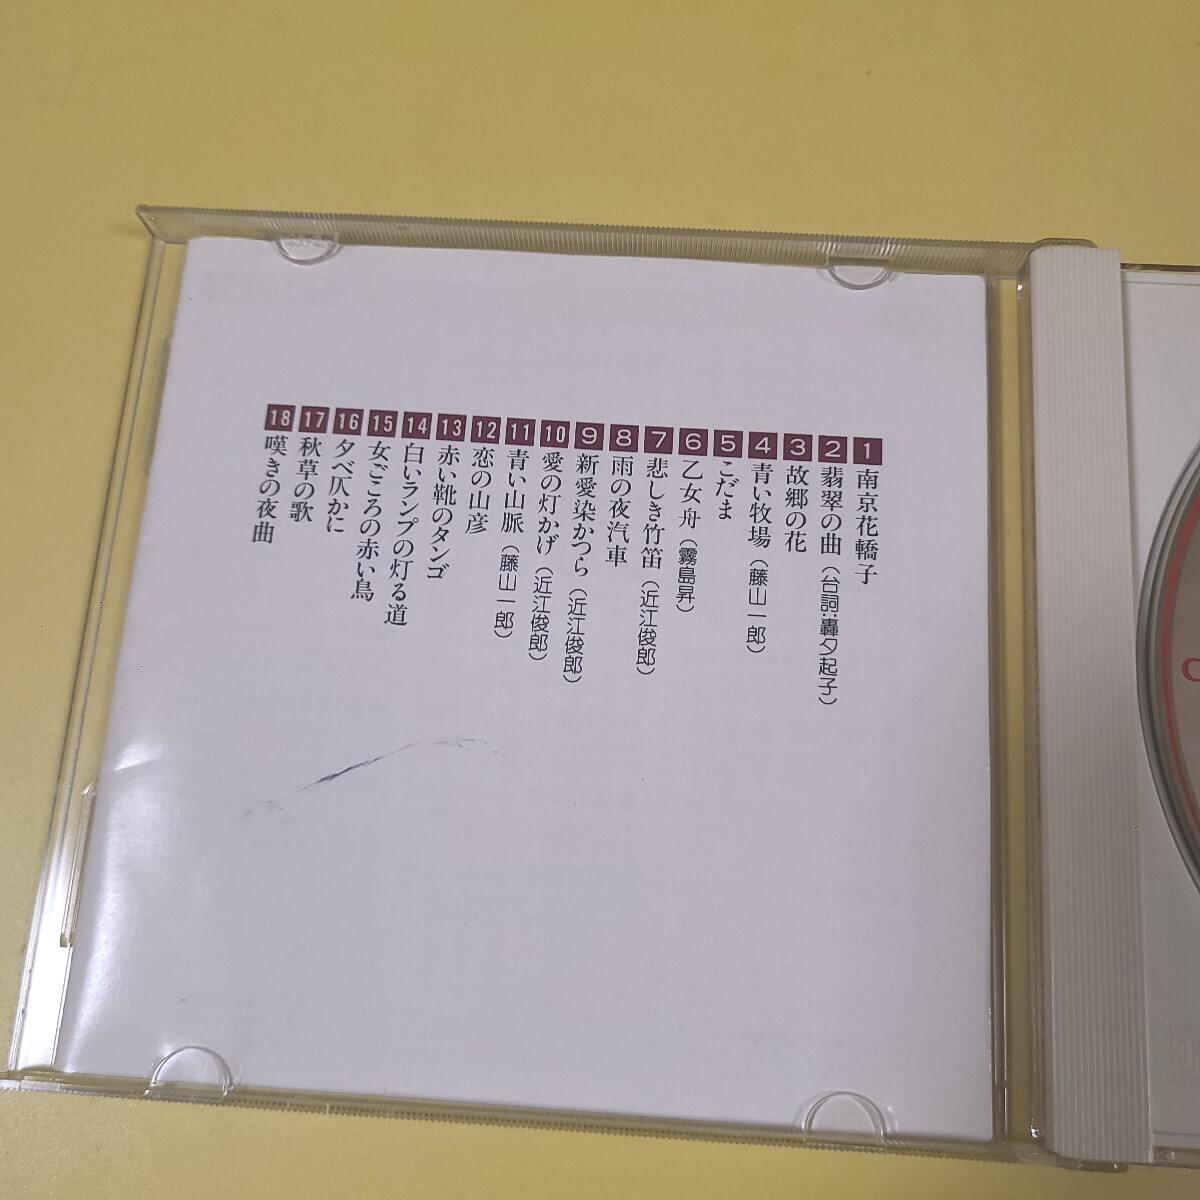 1 南京花轎子
2 翡翠の曲（台詞：轟夕起子）
3 故郷の花
4 青い牧場（藤山一郎）
5 こだま
6 乙女舟（霧島昇）
7 悲しき竹笛（近江俊郎）
8 雨の夜汽車
9 新愛染かつら（近江俊郎）
10 愛の灯かげ（近江俊郎）
11 青い山脈（藤山一郎）
12 恋の山彦
13 赤い靴のタンゴ
14 白いランプの灯る道
15 女ごころの赤い鳥
16 夕べ仄かに
17 秋草の歌
18 嘆きの夜曲